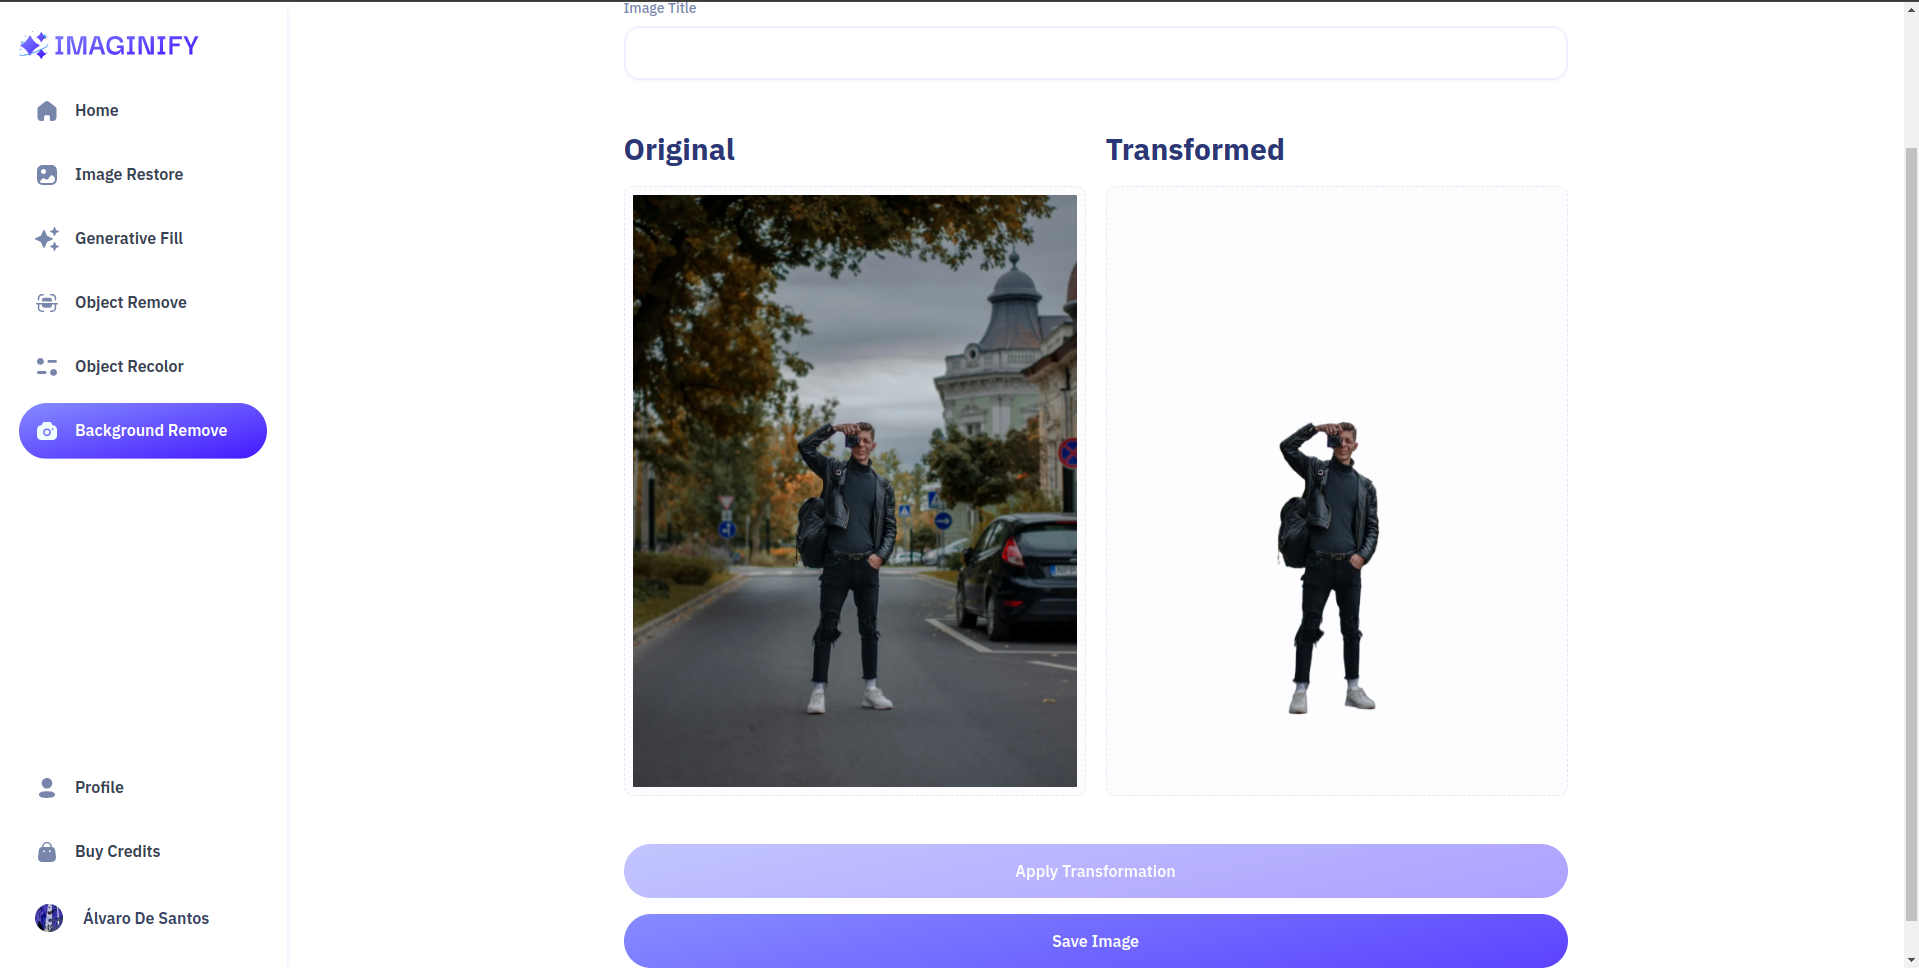 IMAGINIFY
Home
Image Restore
Generative Fill
Object Remove
Object Recolor
Background Remove
Profile
Buy Credits
Álvaro De Santos
Image Title
Original
Transformed
Apply Transformation
Save Image